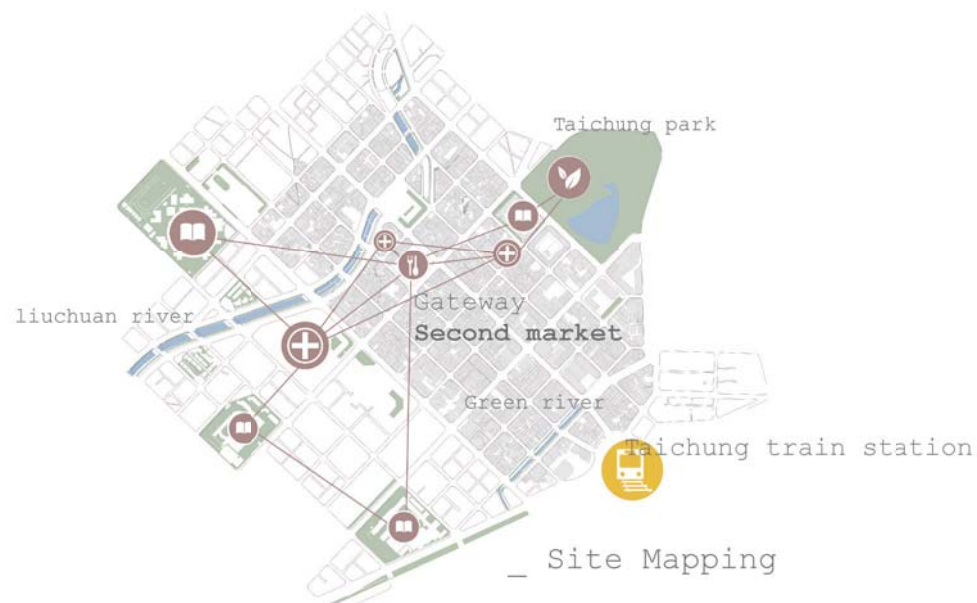 Taichung park
liuchuan river
Gateway
Second market
Green river
Taichung train station
_ Site Mapping